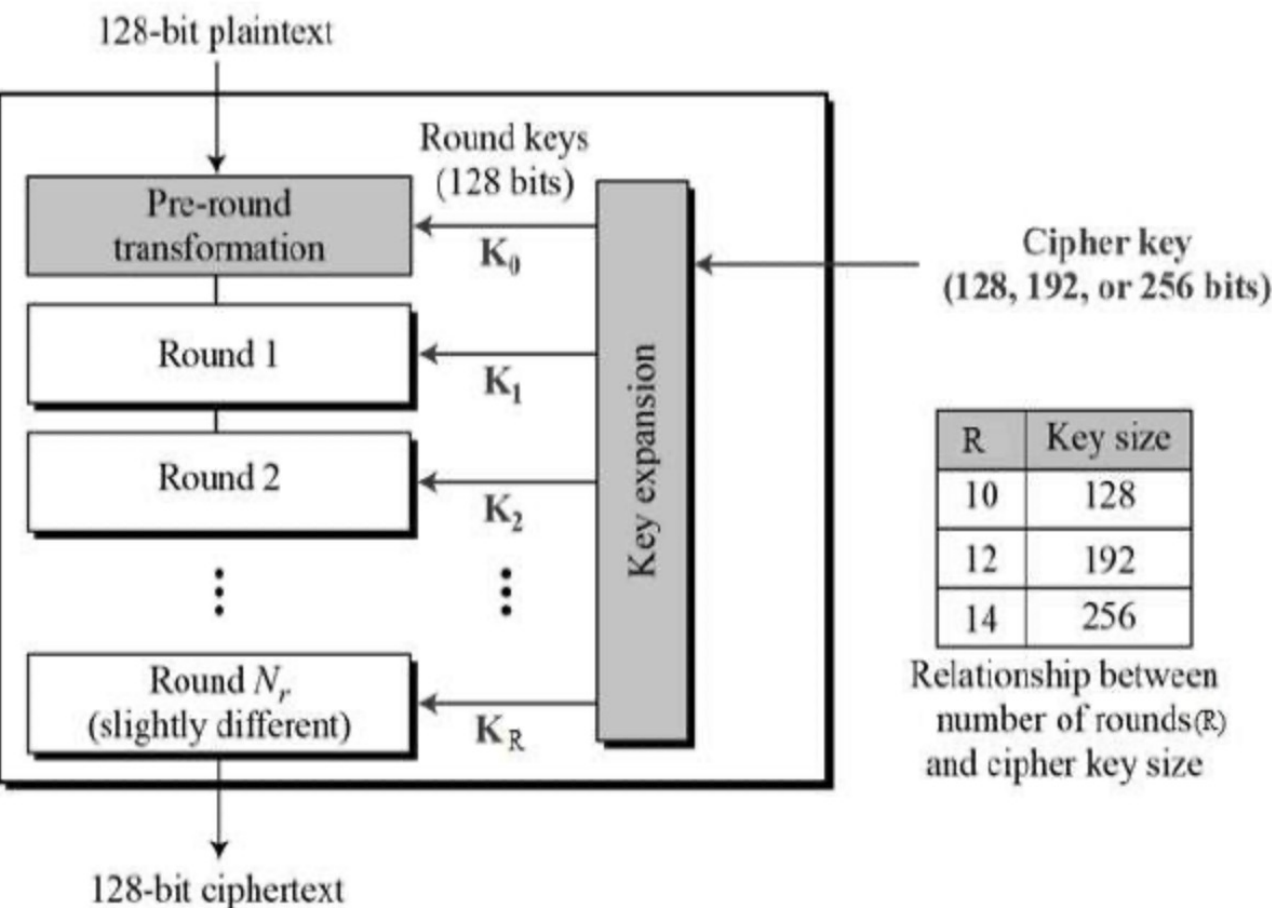 128-bit plaintext
Round keys
(128 bits)
Pre-round
transformation
K0
Cipher key
(128, 192, or 256 bits)
Round 1
K1
Key expansion
Round 2
K2
R Key size
10 128
12 192
14 256
Relationship between
number of rounds(R)
and cipher key size
Round Nr
(slightly different)
KR
128-bit ciphertext